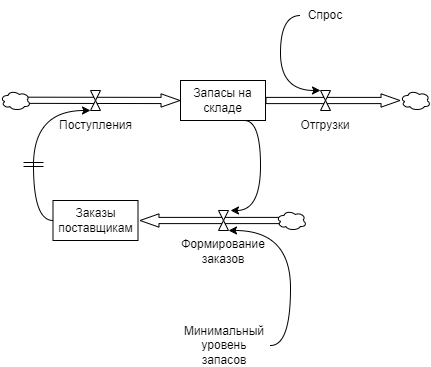 Спрос
Запасы на
складе
Поступления
Отгрузки
Заказы
поставщикам
Формирование
заказов
Минимальный
уровень
запасов